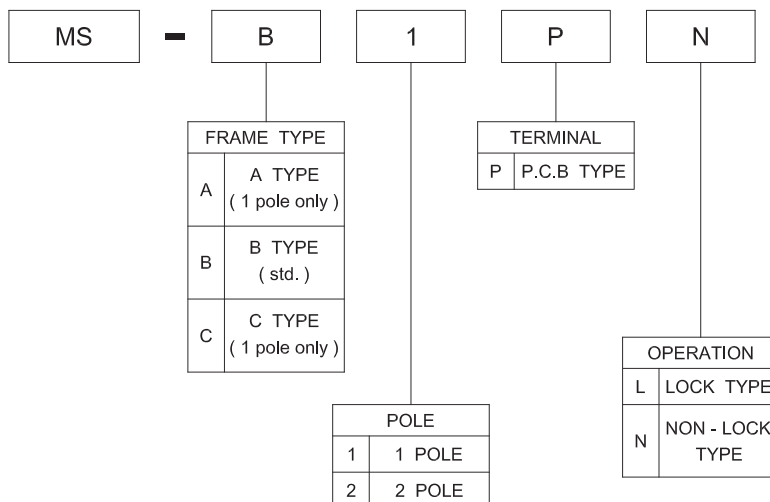 MS - B 1 P N
FRAME TYPE
A A TYPE
( 1 pole only )
B B TYPE
( std. )
C C TYPE
( 1 pole only )
TERMINAL
P P.C.B TYPE
POLE
1 1 POLE
2 2 POLE
OPERATION
L LOCK TYPE
N NON - LOCK
TYPE